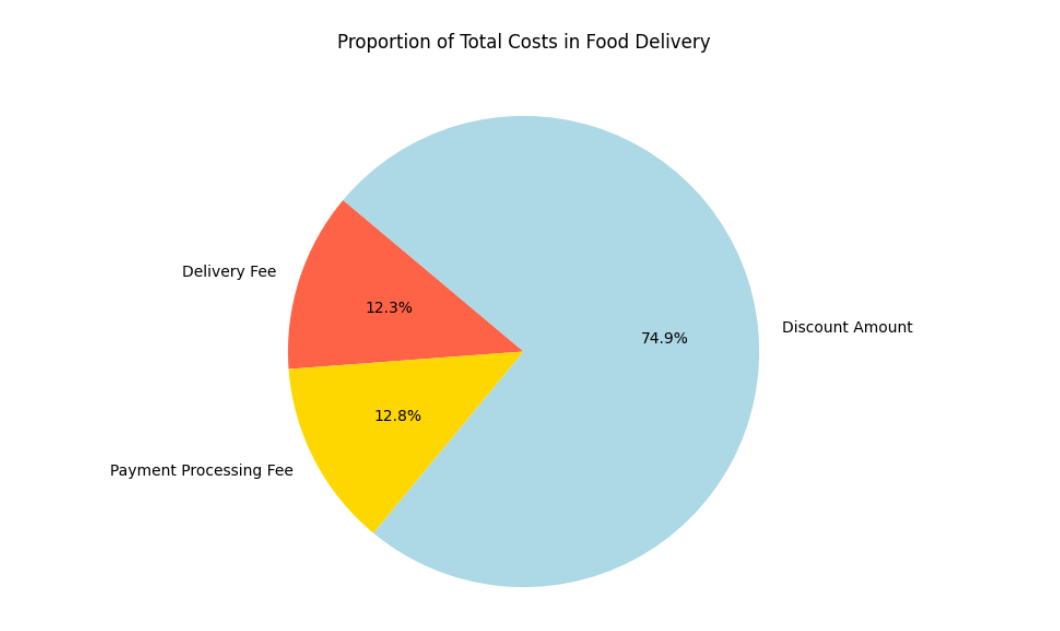 Proportion of Total Costs in Food Delivery
Delivery Fee
12.3%
74.9%
Discount Amount
12.8%
Payment Processing Fee